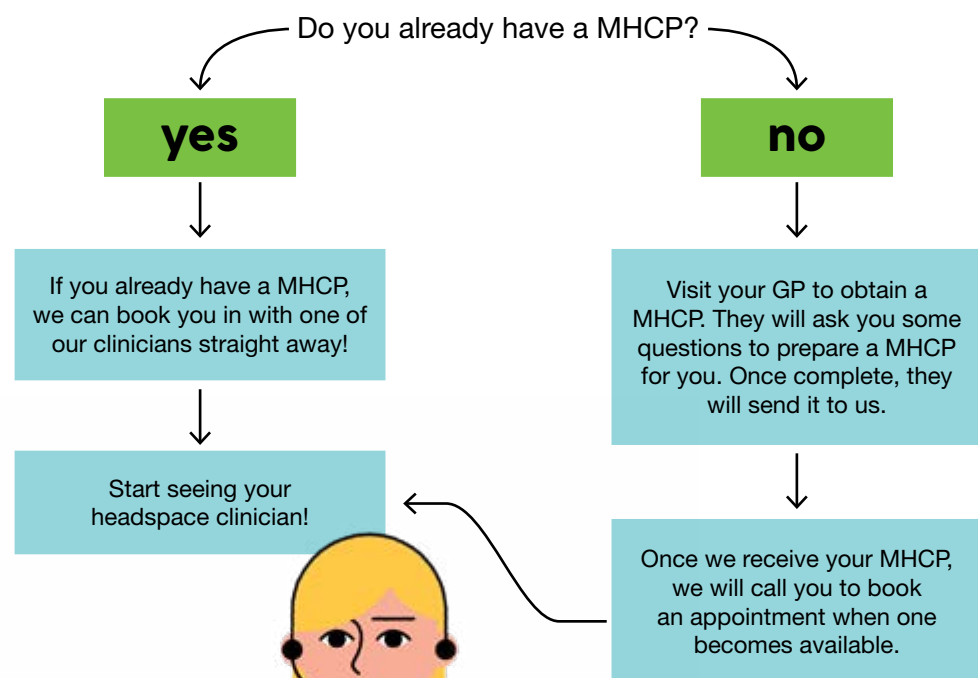 Do you already have a MHCP?
yes
If you already have a MHCP,
we can book you in with one of
our clinicians straight away!
Start seeing your
headspace clinician!
no
Visit your GP to obtain a
MHCP. They will ask you some
questions to prepare a MHCP
for you. Once complete, they
will send it to us.
Once we receive your MHCP,
we will call you to book
an appointment when one
becomes available.